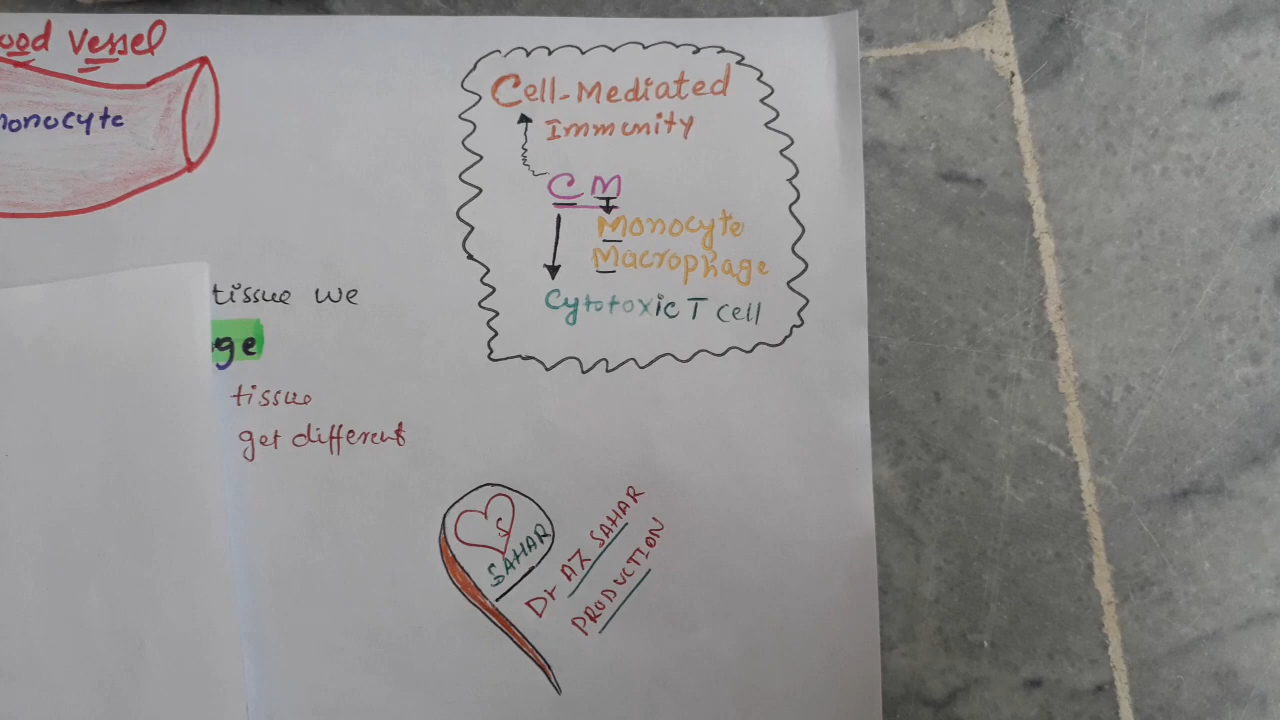 ood Vessel
monocyte
Cell-Mediated
Immunity
CM
Monocyte
Macrophage
Cytotoxic T cell
tissue we
ge
tissue
get different
S
SAHAR
Dr AZ SAHAR
PRODUCTION